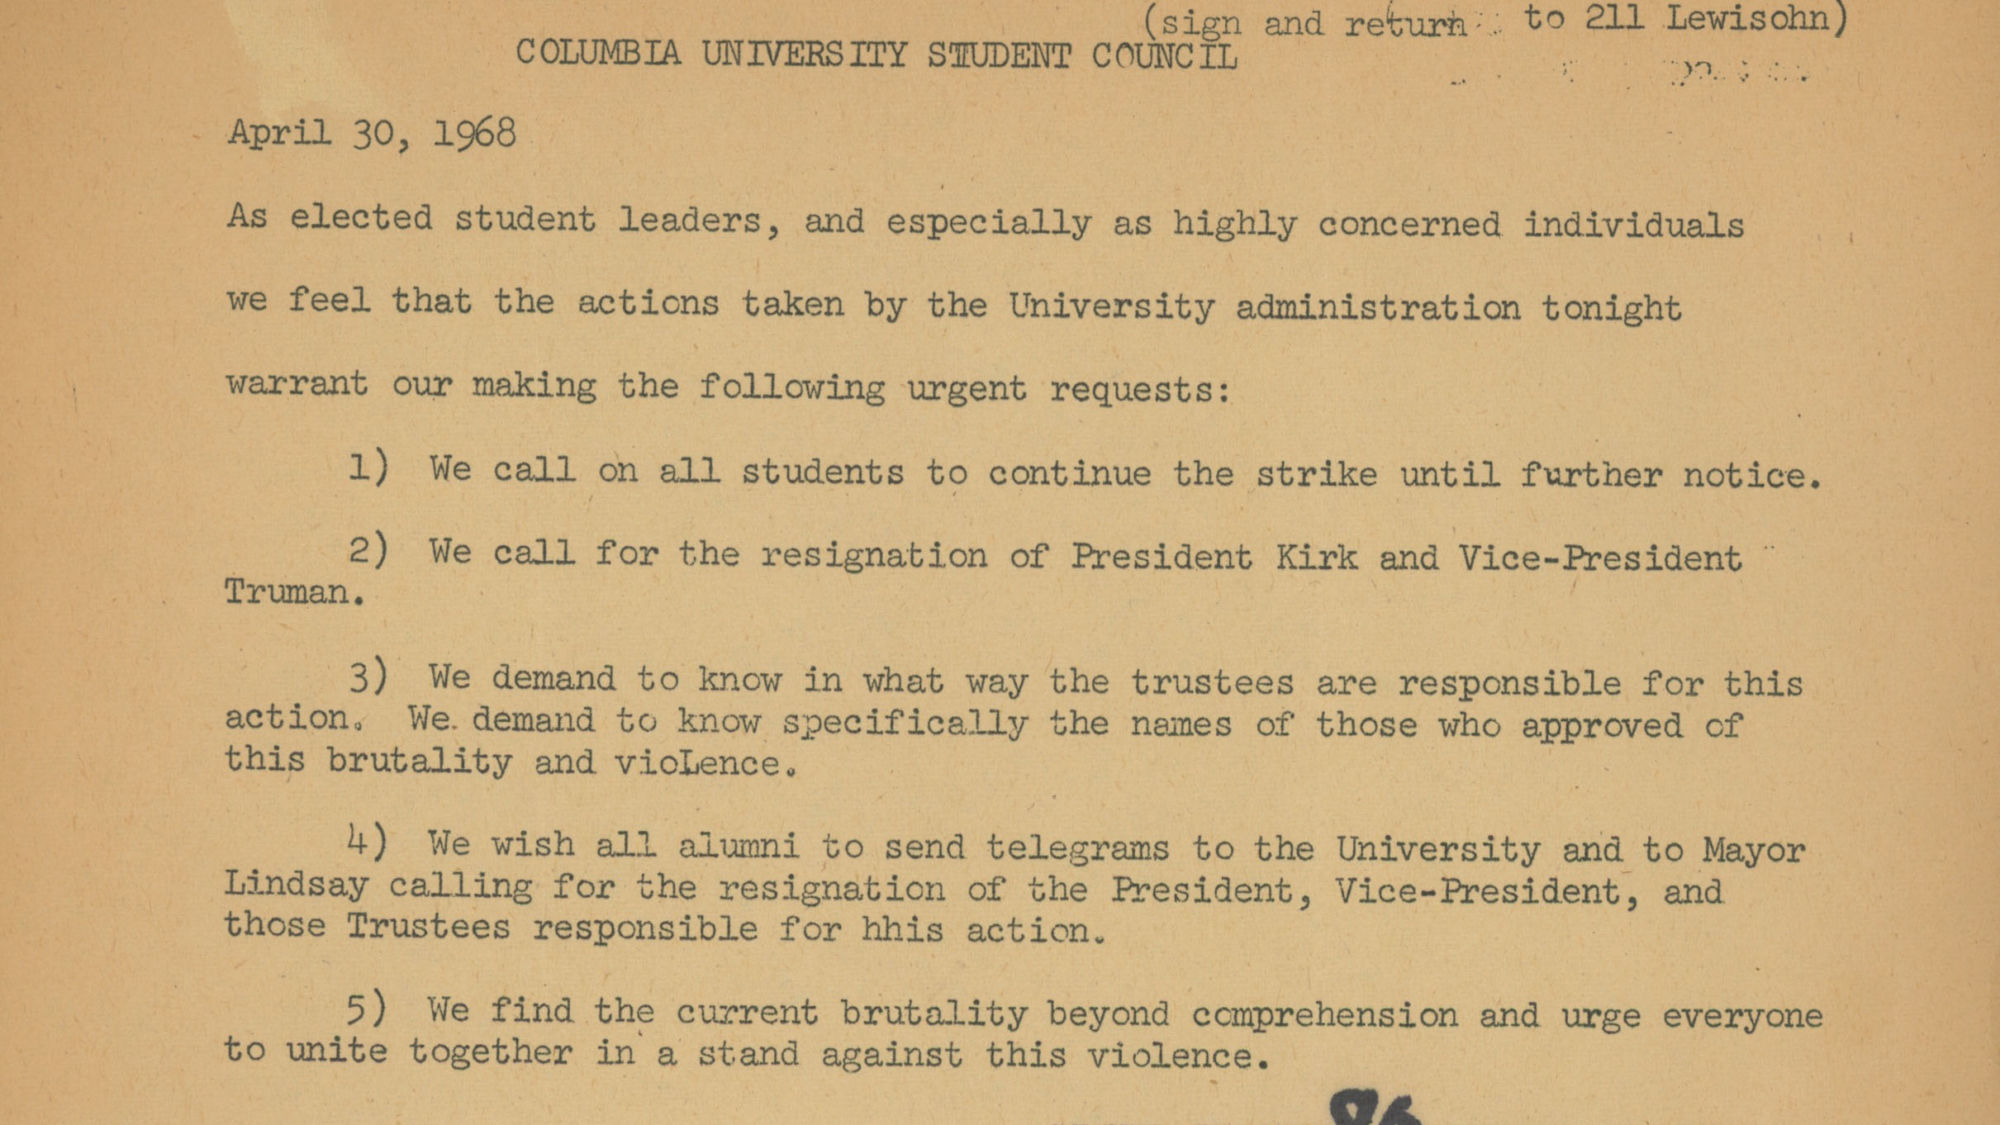 (sign and return to 211 Lewisohn)
COLUMBIA UNIVERSITY STUDENT COUNCIL
April 30, 1968
As elected student leaders, and especially as highly concerned individuals
we feel that the actions taken by the University administration tonight
warrant our making the following urgent requests:
1) We call on all students to continue the strike until further notice.
2) We call for the resignation of President Kirk and Vice-President
Truman.
3) We demand to know in what way the trustees are responsible for this
action. We demand to know specifically the names of those who approved of
this brutality and vioLence.
4) We wish all alumni to send telegrams to the University and to Mayor
Lindsay calling for the resignation of the President, Vice-President, and
those Trustees responsible for hhis action.
5) We find the current brutality beyond comprehension and urge everyone
to unite together in a stand against this violence.
86